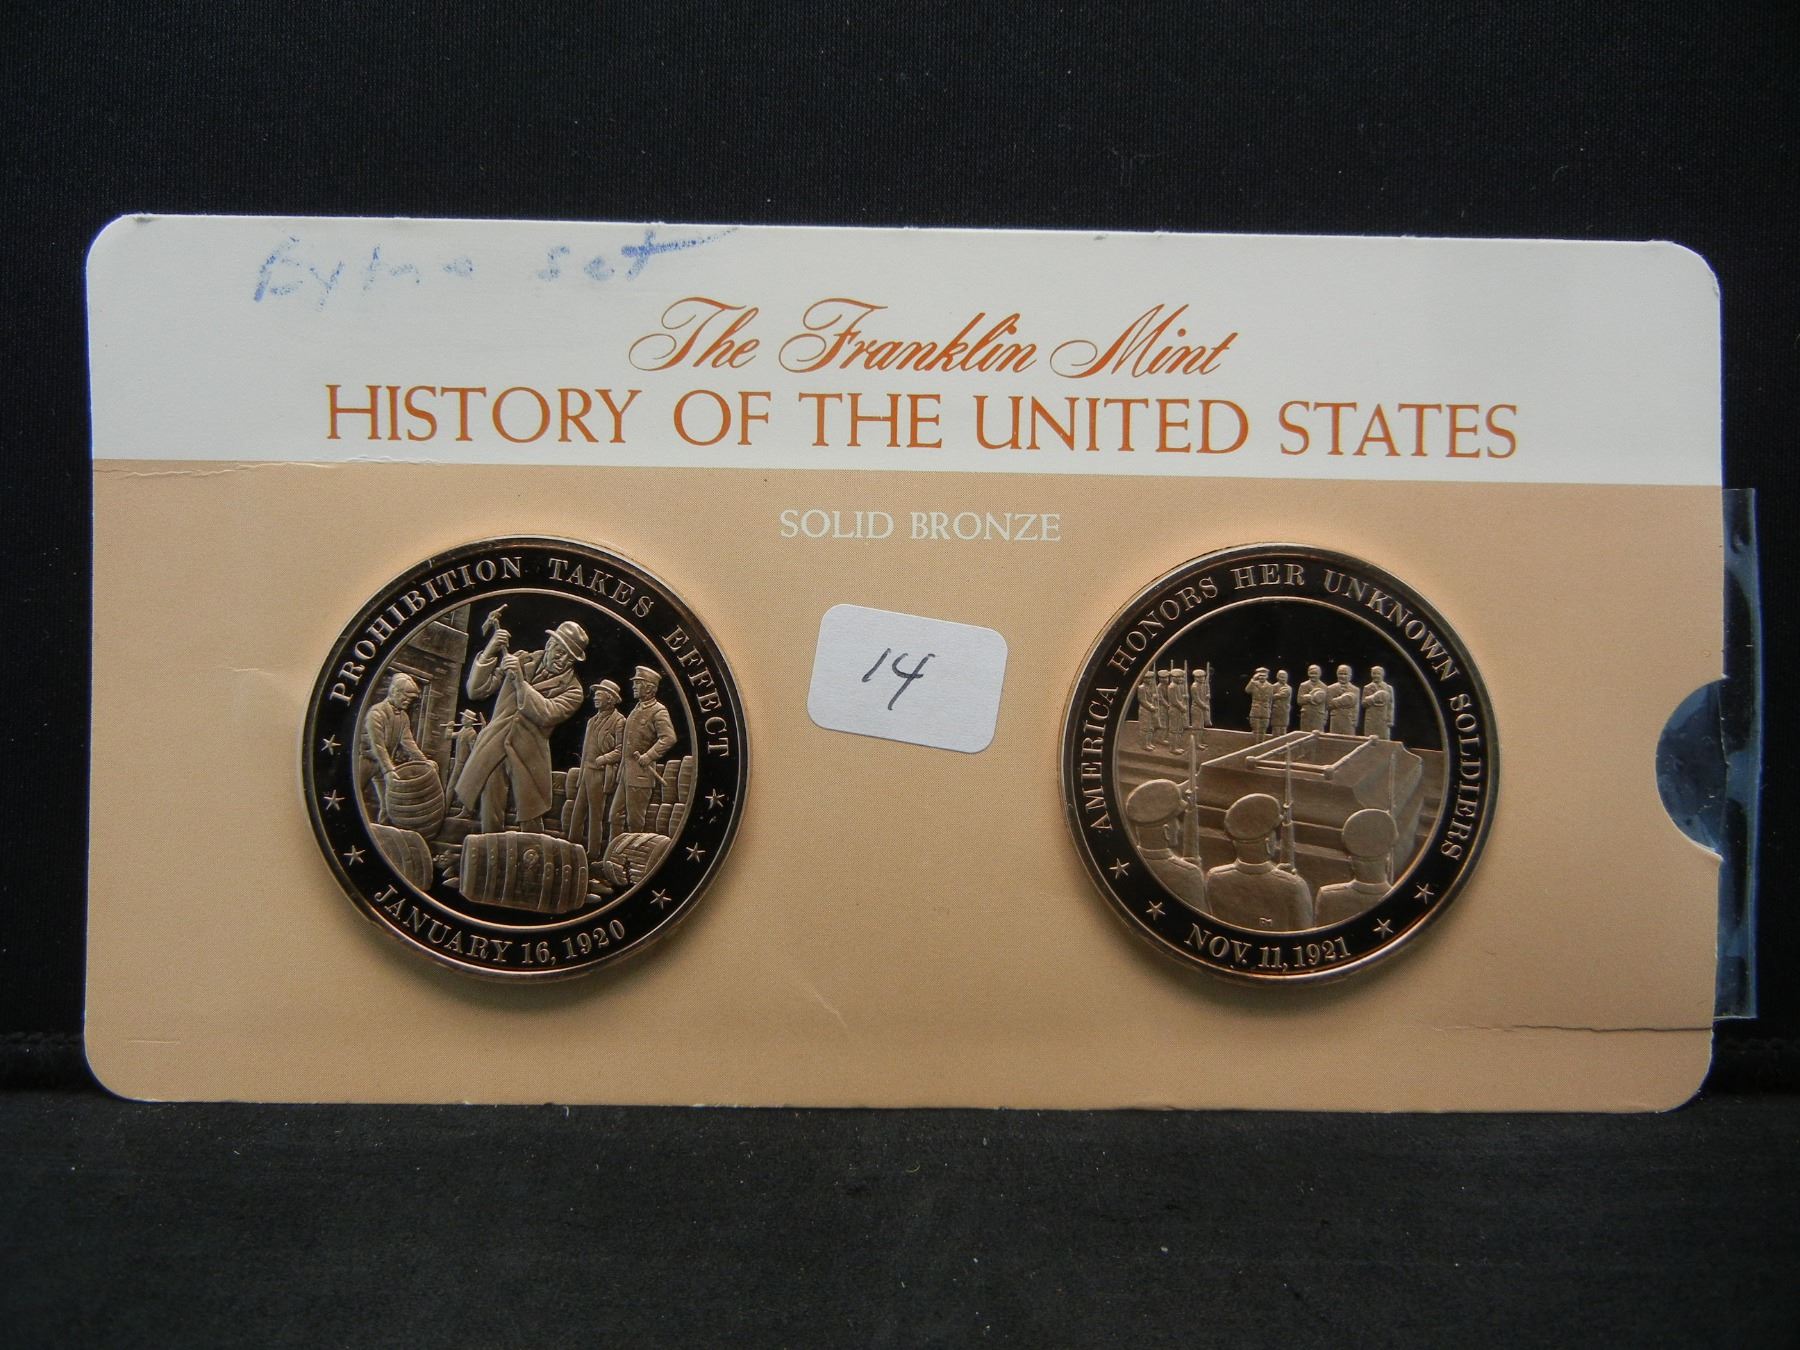 set
The Franklin Mint
HISTORY OF THE UNITED STATES
SOLID BRONZE
PROHIBITION TAKES EFFECT
JANUARY 16, 1920
14
AMERICA HONORS HER UNKNOWN SOLDIERS
NOV. 11, 1921